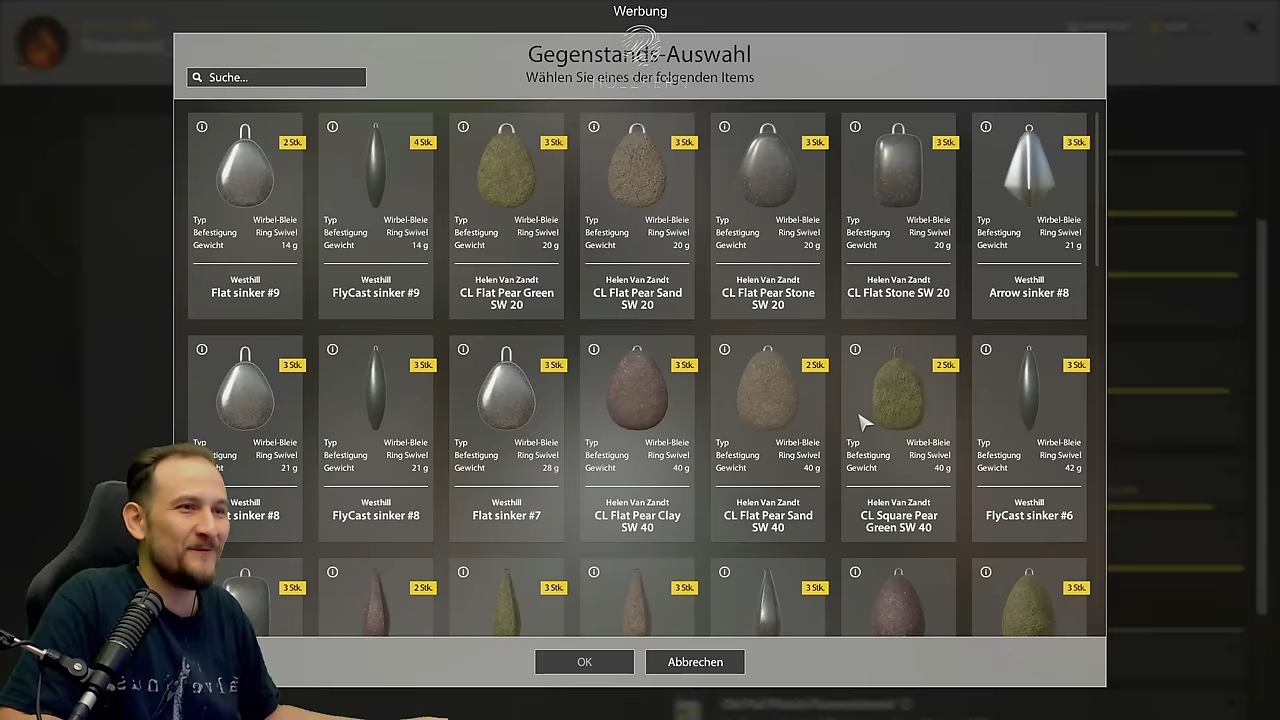 Werbung
Gegenstands-Auswahl
Suche...
Wählen Sie eines der folgenden Items
2 Stk.
4 Stk.
3 Stk.
3 Stk.
3 Stk.
3 Stk.
3 Stk.
Typ Wirbel-Bleie
Befestigung Ring Swivel
Gewicht 14 g
Westhill
Flat sinker #9
Typ Wirbel-Bleie
Befestigung Ring Swivel
Gewicht 14 g
Westhill
FlyCast sinker #9
Typ Wirbel-Bleie
Befestigung Ring Swivel
Gewicht 20 g
Helen Van Zandt
CL Flat Pear Green
SW 20
Typ Wirbel-Bleie
Befestigung Ring Swivel
Gewicht 20 g
Helen Van Zandt
CL Flat Pear Sand
SW 20
Typ Wirbel-Bleie
Befestigung Ring Swivel
Gewicht 20 g
Helen Van Zandt
CL Flat Pear Stone
SW 20
Typ Wirbel-Bleie
Befestigung Ring Swivel
Gewicht 20 g
Helen Van Zandt
CL Flat Stone SW 20
Typ Wirbel-Bleie
Befestigung Ring Swivel
Gewicht 21 g
Westhill
Arrow sinker #8
3 Stk.
3 Stk.
3 Stk.
3 Stk.
2 Stk.
2 Stk.
3 Stk.
Typ Wirbel-Bleie
Befestigung Ring Swivel
21 g
Westhill
#8
Typ Wirbel-Bleie
Befestigung Ring Swivel
Gewicht 21 g
Westhill
FlyCast sinker #8
Typ Wirbel-Bleie
Befestigung Ring Swivel
Gewicht 28 g
Westhill
Flat sinker #7
Typ Wirbel-Bleie
Befestigung Ring Swivel
Gewicht 40 g
Helen Van Zandt
CL Flat Pear Clay
SW 40
Typ Wirbel-Bleie
Befestigung Ring Swivel
Gewicht 40 g
Helen Van Zandt
CL Flat Pear Sand
SW 40
Typ Wirbel-Bleie
Befestigung Ring Swivel
Gewicht 40 g
Helen Van Zandt
CL Square Pear
Green SW 40
Typ Wirbel-Bleie
Befestigung Ring Swivel
Gewicht 42 g
Westhill
FlyCast sinker #6
3 Stk.
2 Stk.
3 Stk.
3 Stk.
3 Stk.
3 Stk.
3 Stk.
OK
Abbrechen